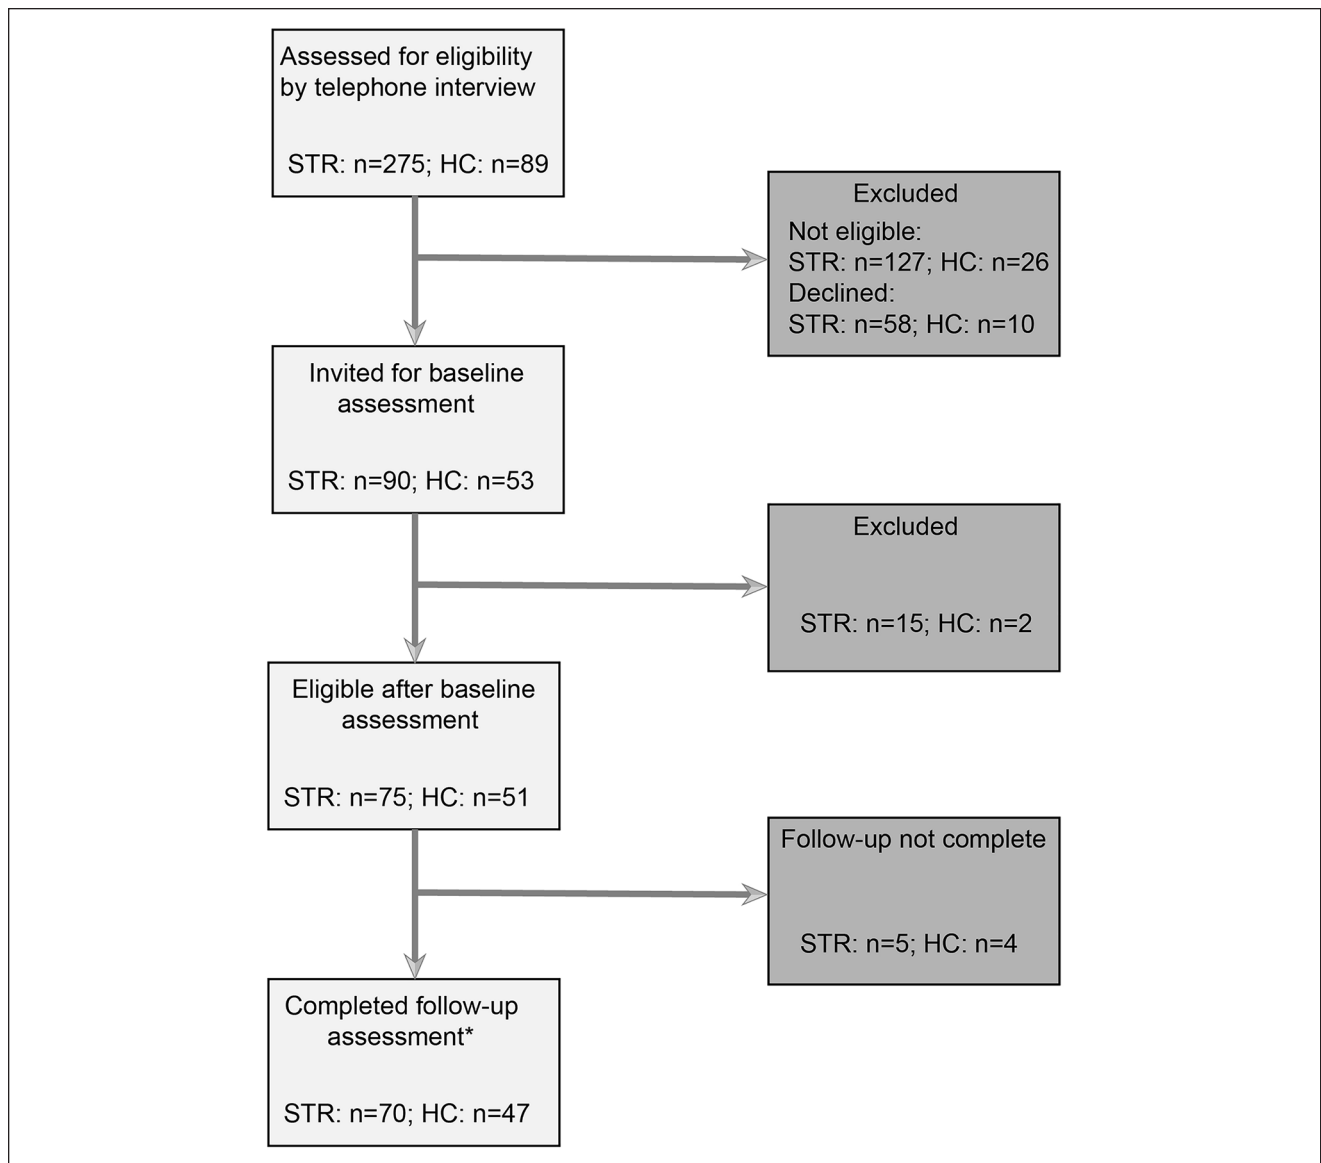 Assessed for eligibility
by telephone interview
STR: n=275; HC: n=89
Excluded
Not eligible:
STR: n=127; HC: n=26
Declined:
STR: n=58; HC: n=10
Invited for baseline
assessment
STR: n=90; HC: n=53
Excluded
STR: n=15; HC: n=2
Eligible after baseline
assessment
STR: n=75; HC: n=51
Follow-up not complete
STR: n=5; HC: n=4
Completed follow-up
assessment*
STR: n=70; HC: n=47